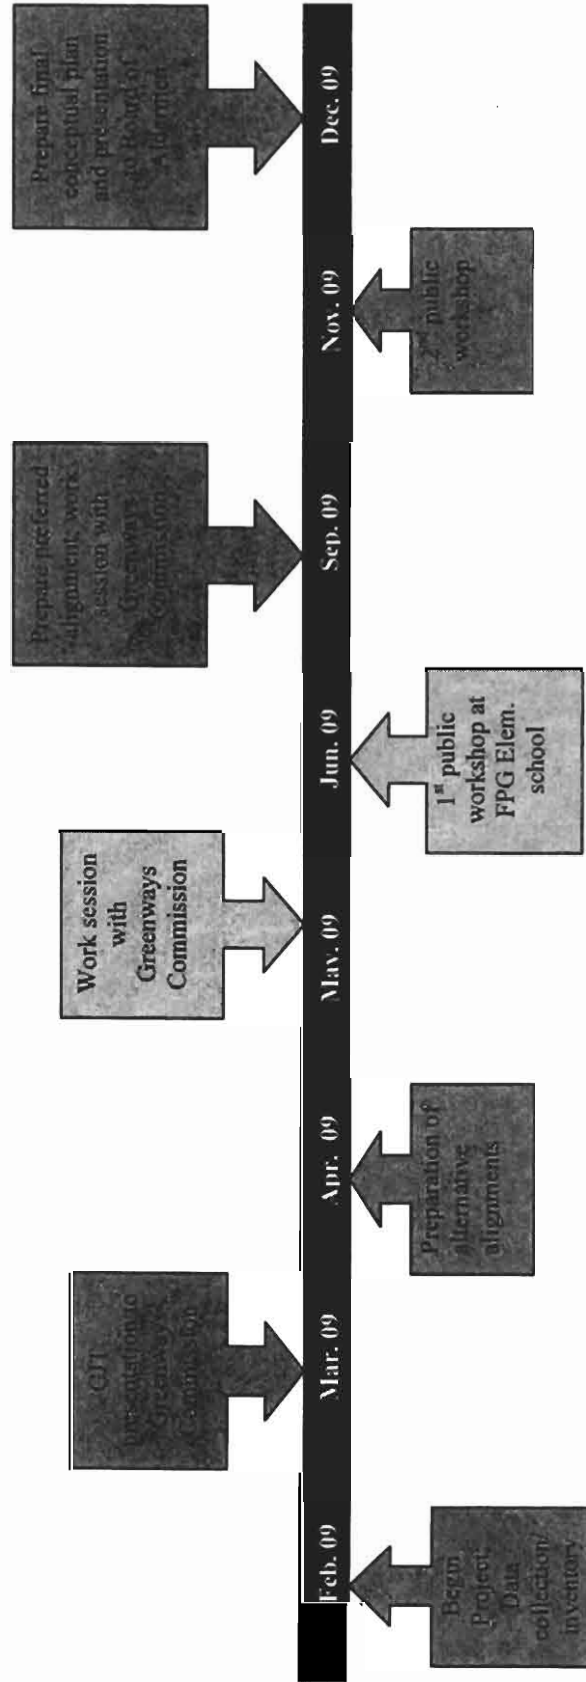 presentation to
Greenways
Commission
Work session
with
Greenways
Commission
Prepare preferred
alignment, works
session with
Greenways
Commission
Prepare final
conceptual plan
and presentation
to Board of
Aldermen
Feb. 09
Mar. 09
Apr. 09
May. 09
Jun. 09
Sep. 09
Nov. 09
Dec. 09
Begin
Project;
Data
collection/
inventory
Preparation of
alternative
alignments
1st public
workshop at
FPG Elem.
school
2nd public
workshop